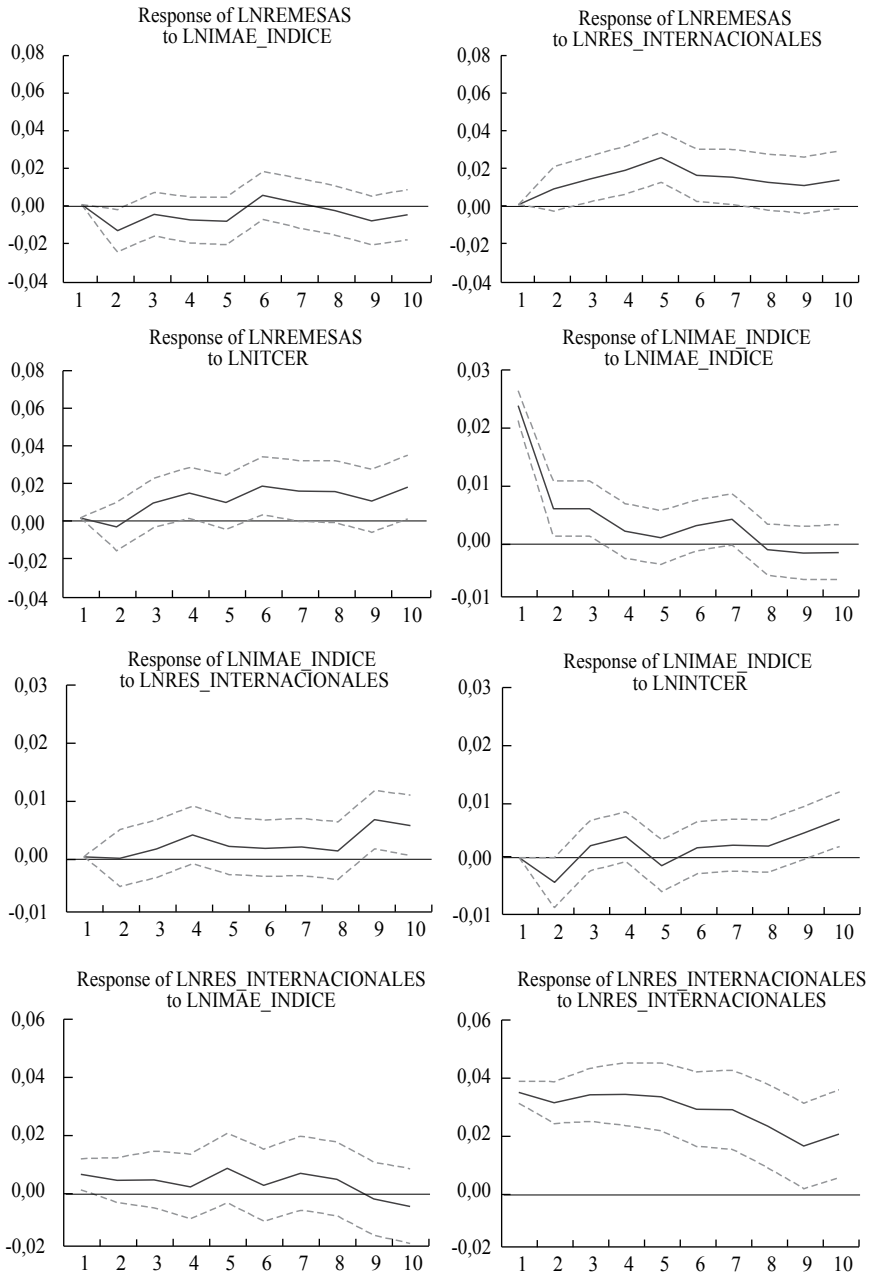 Response of LNREMESAS
to LNIMAE_INDICE
0,08
0,06
0,04
0,02
0,00
-0,02
-0,04
1 2 3 4 5 6 7 8 9 10
Response of LNREMESAS
to LNRES_INTERNACIONALES
0,08
0,06
0,04
0,02
0,00
-0,02
-0,04
1 2 3 4 5 6 7 8 9 10
Response of LNREMESAS
to LNITCER
0,08
0,06
0,04
0,02
0,00
-0,02
-0,04
1 2 3 4 5 6 7 8 9 10
Response of LNIMAE_INDICE
to LNIMAE_INDICE
0,03
0,02
0,01
0,00
-0,01
1 2 3 4 5 6 7 8 9 10
Response of LNIMAE_INDICE
to LNRES_INTERNACIONALES
0,03
0,02
0,01
0,00
-0,01
1 2 3 4 5 6 7 8 9 10
Response of LNIMAE_INDICE
to LNINTCER
0,03
0,02
0,01
0,00
-0,01
1 2 3 4 5 6 7 8 9 10
Response of LNRES_INTERNACIONALES
to LNIMAE_INDICE
0,06
0,04
0,02
0,00
-0,02
1 2 3 4 5 6 7 8 9 10
Response of LNRES_INTERNACIONALES
to LNRES_INTERNACIONALES
0,06
0,04
0,02
0,00
-0,02
1 2 3 4 5 6 7 8 9 10